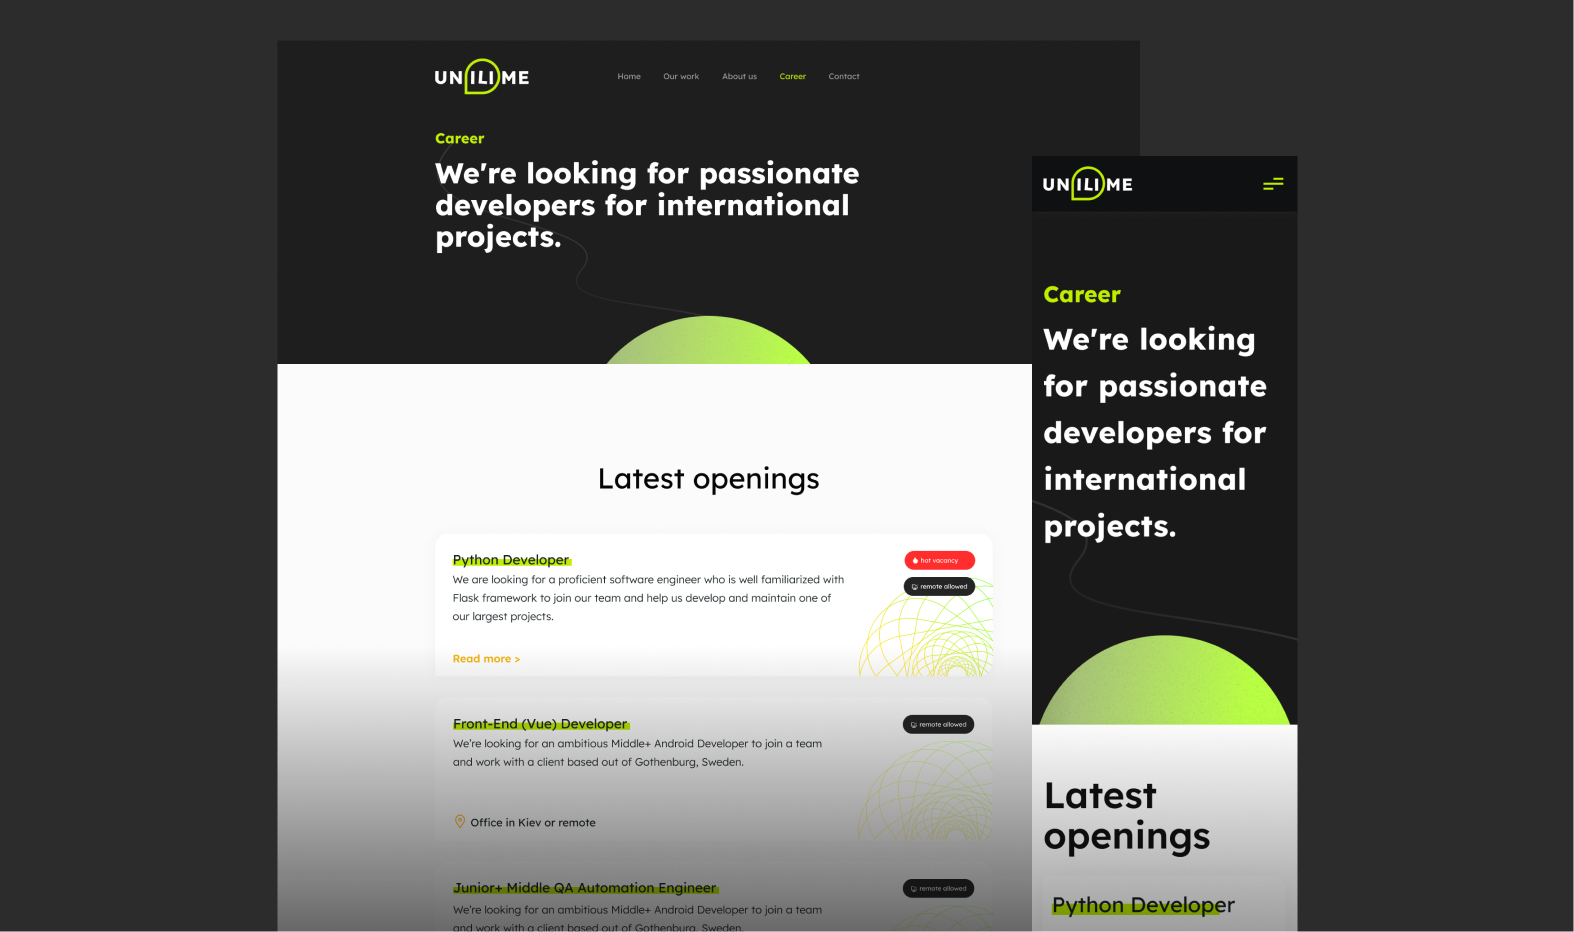 UNILIME
Home Our work About us Career Contact
Career
We're looking for passionate
developers for international
projects.
Latest openings
Python Developer
hot vacancy
We are looking for a proficient software engineer who is well familiarized with
remote allowed
Flask framework to join our team and help us develop and maintain one of
our largest projects.
Read more >
Front-End (Vue) Developer
remote allowed
We're looking for an ambitious Middle+ Android Developer to join a team
and work with a client based out of Gothenburg, Sweden.
Office in Kiev or remote
Junior+ Middle QA Automation Engineer
remote allowed
We're looking for an ambitious Middle+ Android Developer to join a team
and work with a client based out of Gothenburg, Sweden.
UNILIME
Career
We're looking
for passionate
developers for
international
projects.
Latest
openings
Python Developer